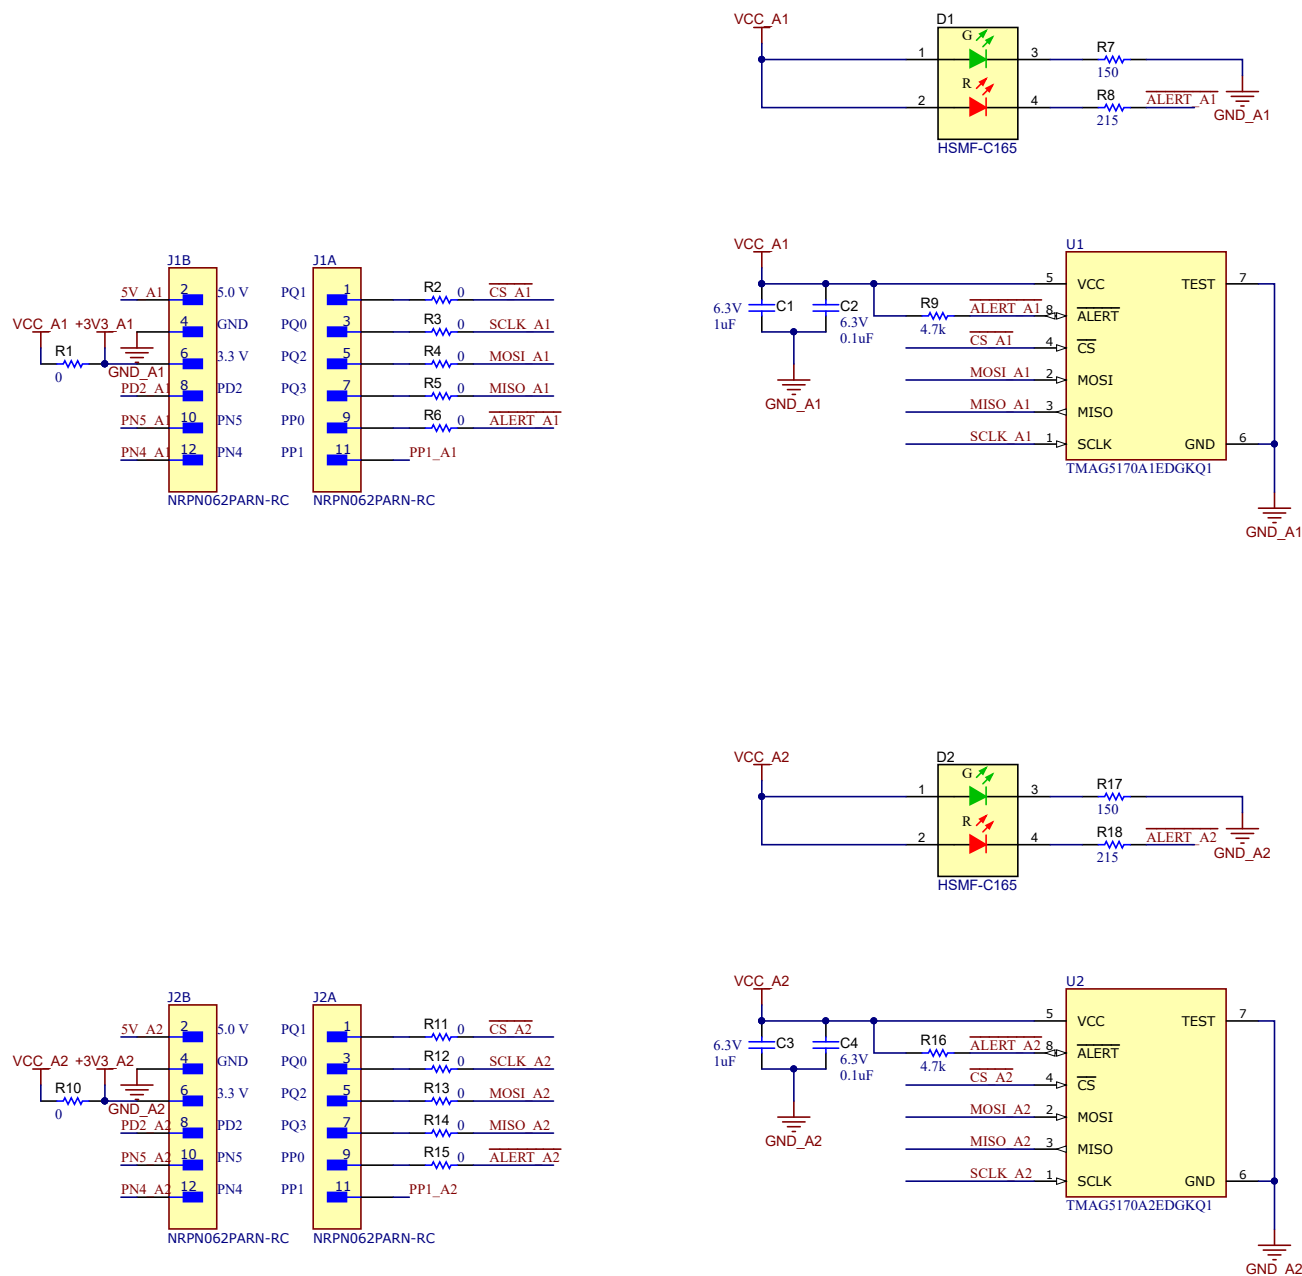 VCC_A1
D1
G
1
3
R7
150
R
2
4
R8
215
ALERT_A1
GND_A1
HSMF-C165
J1B
5V_A1
2
5.0 V
4
GND
VCC_A1
+3V3_A1
R1
0
GND_A1
6
3.3 V
PD2_A1
8
PD2
PN5_A1
10
PN5
PN4_A1
12
PN4
NRPN062PARN-RC
J1A
PQ1
1
R2
0
CS_A1
PQ0
3
R3
0
SCLK_A1
PQ2
5
R4
0
MOSI_A1
PQ3
7
R5
0
MISO_A1
PP0
9
R6
0
ALERT_A1
PP1
11
PP1_A1
NRPN062PARN-RC
VCC_A1
6.3V
1uF
C1
C2
6.3V
0.1uF
GND_A1
R9
4.7k
U1
5
VCC
TEST
7
ALERT_A1
8
ALERT
CS_A1
4
CS
MOSI_A1
2
MOSI
MISO_A1
3
MISO
SCLK_A1
1
SCLK
GND
6
TMAG5170A1EDGKQ1
GND_A1
VCC_A2
D2
G
1
3
R17
150
R
2
4
R18
215
ALERT_A2
GND_A2
HSMF-C165
J2B
5V_A2
2
5.0 V
4
GND
VCC_A2
+3V3_A2
R10
0
GND_A2
6
3.3 V
PD2_A2
8
PD2
PN5_A2
10
PN5
PN4_A2
12
PN4
NRPN062PARN-RC
J2A
PQ1
1
R11
0
CS_A2
PQ0
3
R12
0
SCLK_A2
PQ2
5
R13
0
MOSI_A2
PQ3
7
R14
0
MISO_A2
PP0
9
R15
0
ALERT_A2
PP1
11
PP1_A2
NRPN062PARN-RC
VCC_A2
6.3V
1uF
C3
C4
6.3V
0.1uF
GND_A2
R16
4.7k
U2
5
VCC
TEST
7
ALERT_A2
8
ALERT
CS_A2
4
CS
MOSI_A2
2
MOSI
MISO_A2
3
MISO
SCLK_A2
1
SCLK
GND
6
TMAG5170A2EDGKQ1
GND_A2